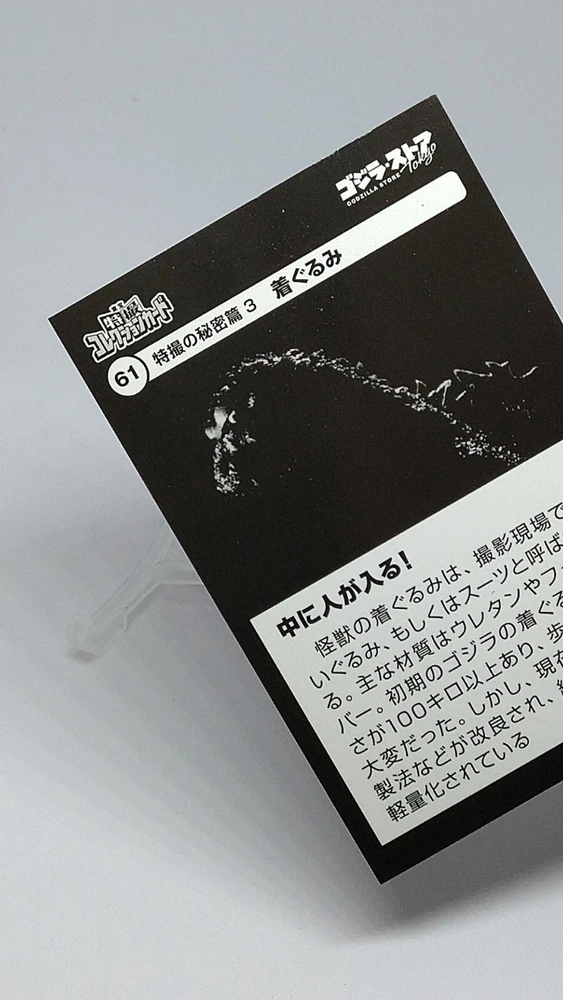 ゴジラ・ストア
Tokyo
GODZILLA STORE
特撮
コレクションカード
61 特撮の秘密篇 3 着ぐるみ
中に人が入る!
怪獣の着ぐるみは、撮影現場で
いぐるみ、もしくはスーツと呼ば
る。主な材質はウレタンやフ
バー。初期のゴジラの着ぐる
さが100キロ以上あり、歩
大変だった。しかし、現在
製法などが改良され、
軽量化されている